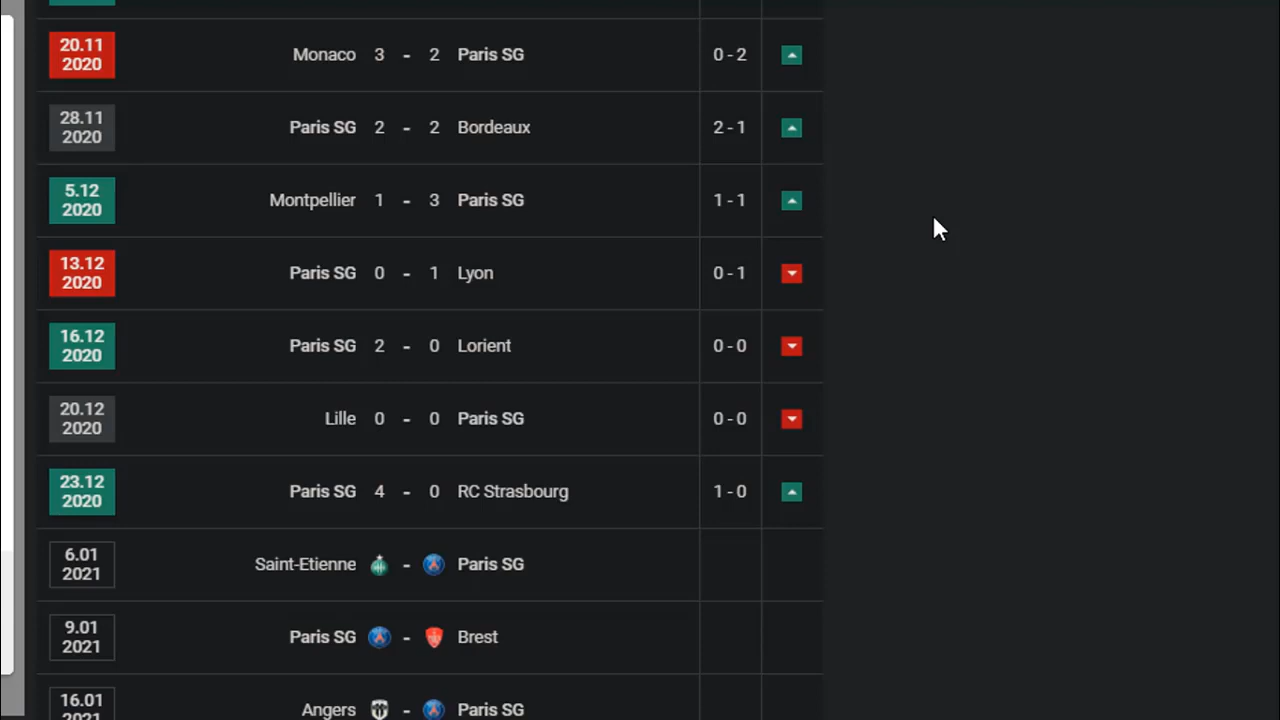 20.11
2020
Monaco 3 - 2 Paris SG 0 - 2
28.11
2020
Paris SG 2 - 2 Bordeaux 2 - 1
5.12
2020
Montpellier 1 - 3 Paris SG 1 - 1
13.12
2020
Paris SG 0 - 1 Lyon 0 - 1
16.12
2020
Paris SG 2 - 0 Lorient 0 - 0
20.12
2020
Lille 0 - 0 Paris SG 0 - 0
23.12
2020
Paris SG 4 - 0 RC Strasbourg 1 - 0
6.01
2021
Saint-Etienne - Paris SG
9.01
2021
Paris SG - Brest
16.01
2021
Angers - Paris SG